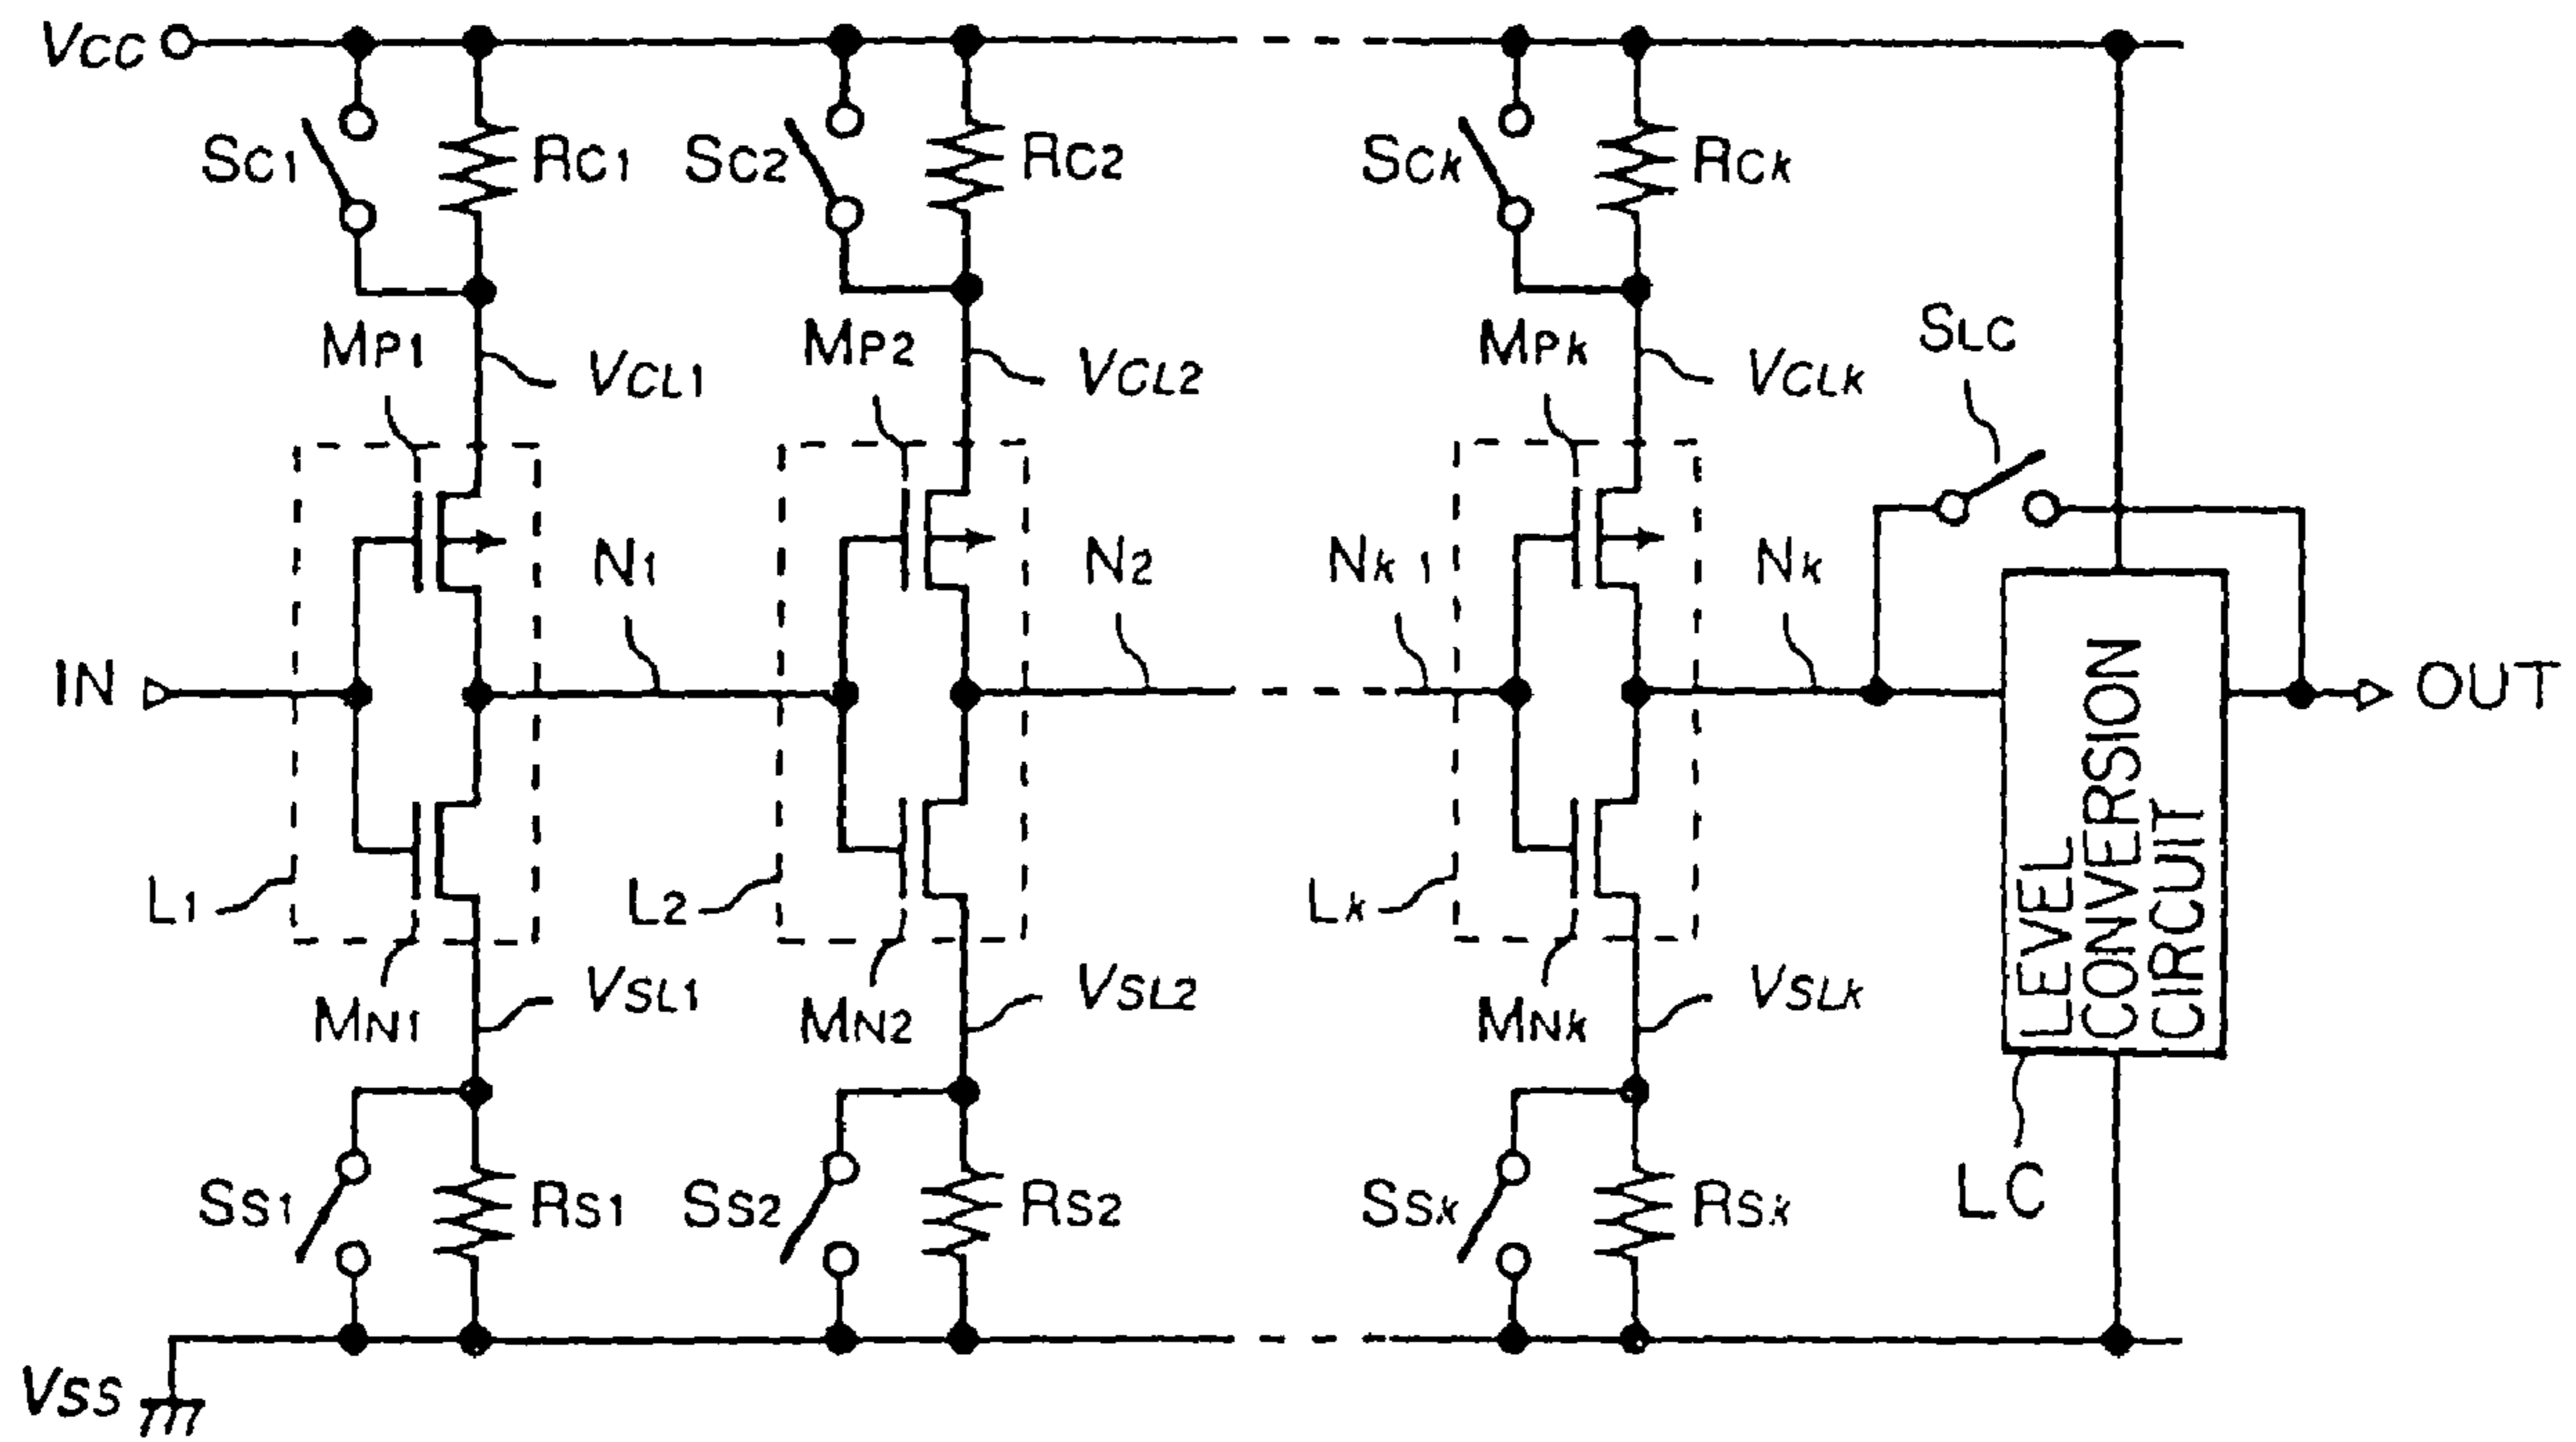 VCC
SC1
RC1
SC2
RC2
SCk
RCk
MP1
VCL1
MP2
VCL2
MPk
VCLk
SLC
IN
N1
N2
Nk 1
Nk
OUT
LEVEL
CONVERSION
CIRCUIT
L1
L2
Lk
MN1
VSL1
MN2
VSL2
MNk
VSLk
SS1
RS1
SS2
RS2
SSk
RSk
LC
VSS